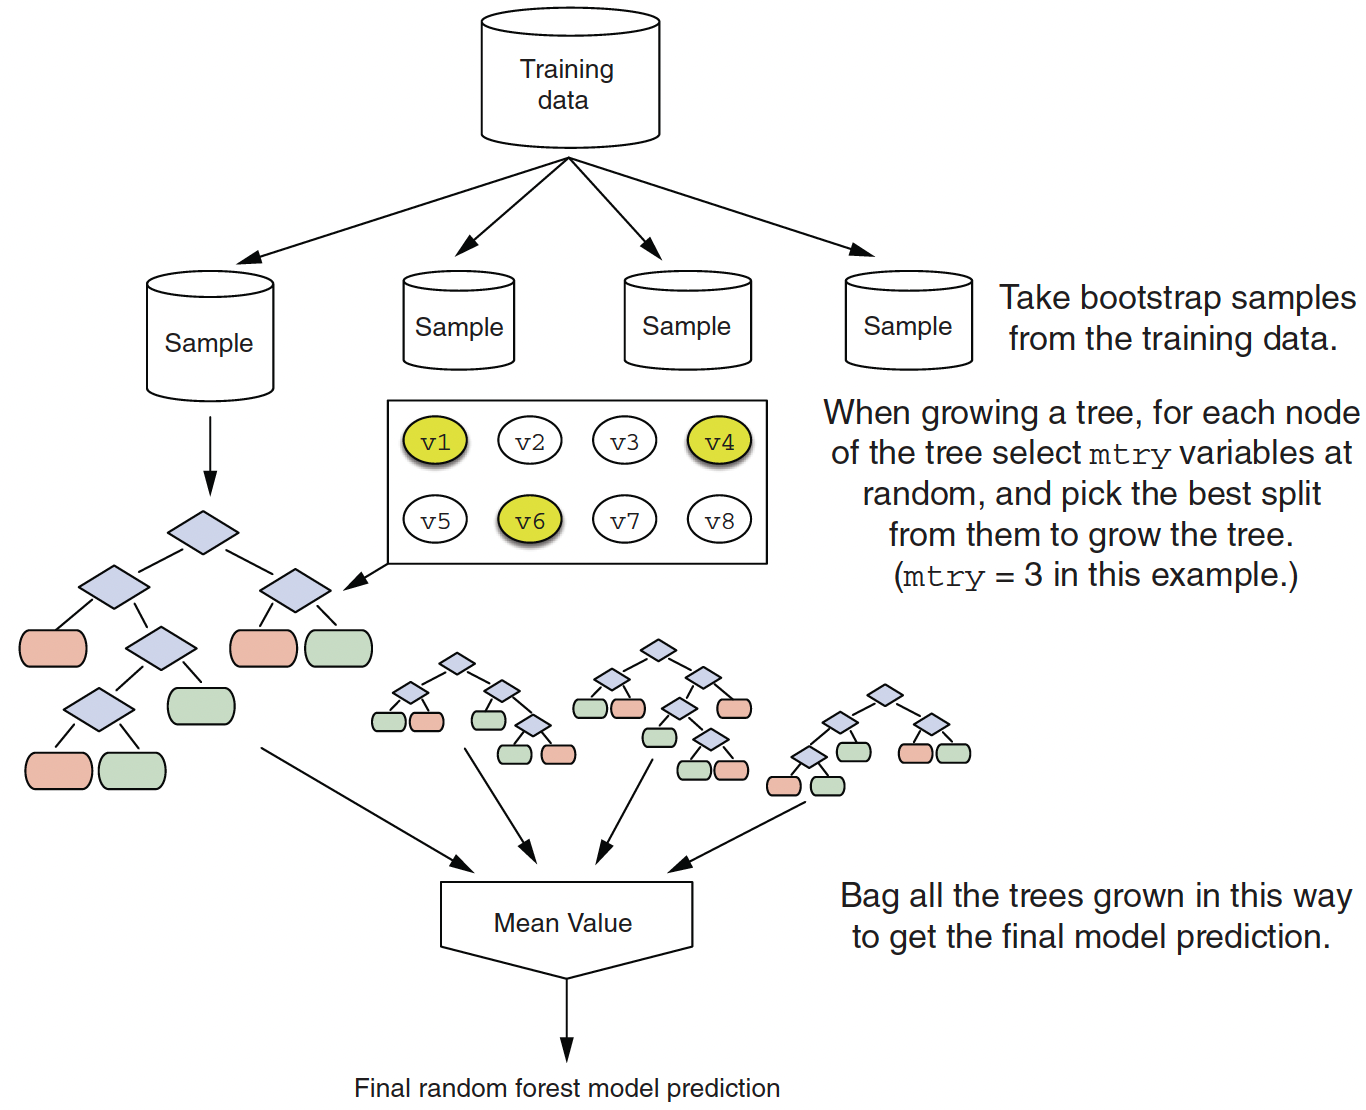 Training
data
Sample
Sample
Sample
Sample
Take bootstrap samples
from the training data.
v1 v2 v3 v4
v5 v6 v7 v8
When growing a tree, for each node
of the tree select mtry variables at
random, and pick the best split
from them to grow the tree.
(mtry = 3 in this example.)
Mean Value
Bag all the trees grown in this way
to get the final model prediction.
Final random forest model prediction